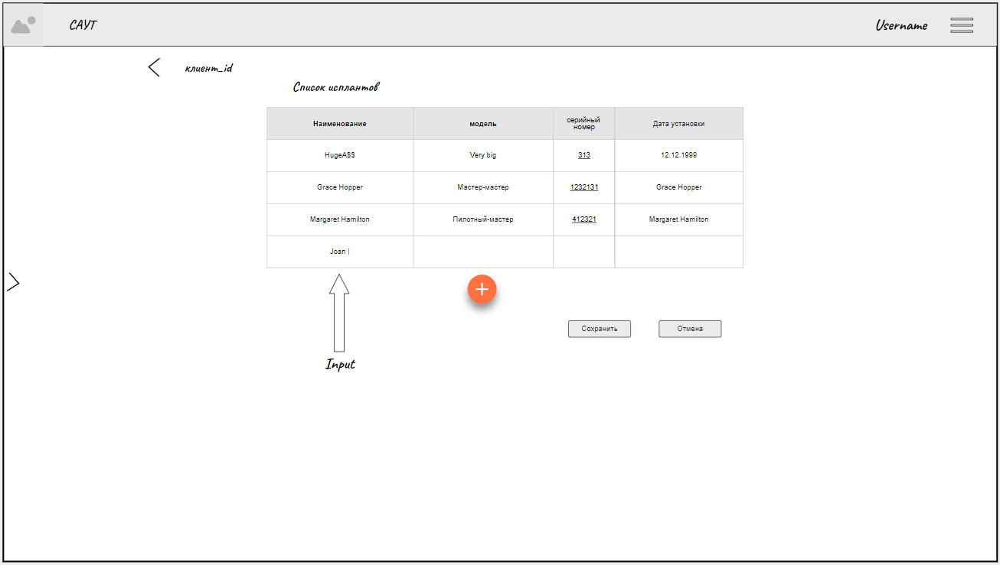 САУТ
Username
клиент_id
Список исплантов
Наименование
модель
серийный
номер
Дата установки
HugeA$$
Very big
313
12.12.1999
Grace Hopper
Мастер-мастер
1232131
Grace Hopper
Margaret Hamilton
Пилотный-мастер
412321
Margaret Hamilton
Joan |
Сохранить
Отмена
Input